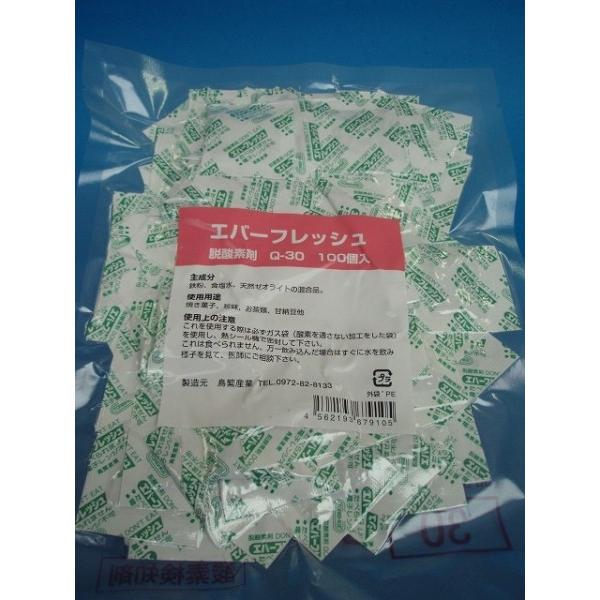 エバーフレッシュ
脱酸素剤 Q-30 100個入
主成分
鉄粉、食塩水、天然ゼオライトの混合品。
使用用途
焼き菓子、珍味、お茶類、甘納豆他
使用上の注意
これを使用する際は必ずガス袋(酸素を通さない加工をした袋)
を使用し、熱シール機で密封して下さい。
これは食べられません。万一飲み込んだ場合はすぐに水を飲み
様子を見て、医師にご相談下さい。
製造元 鳥繁産業 TEL.0972-82-8133
プラ
外袋:PE
4 562193 679105
30
酸素検知剤